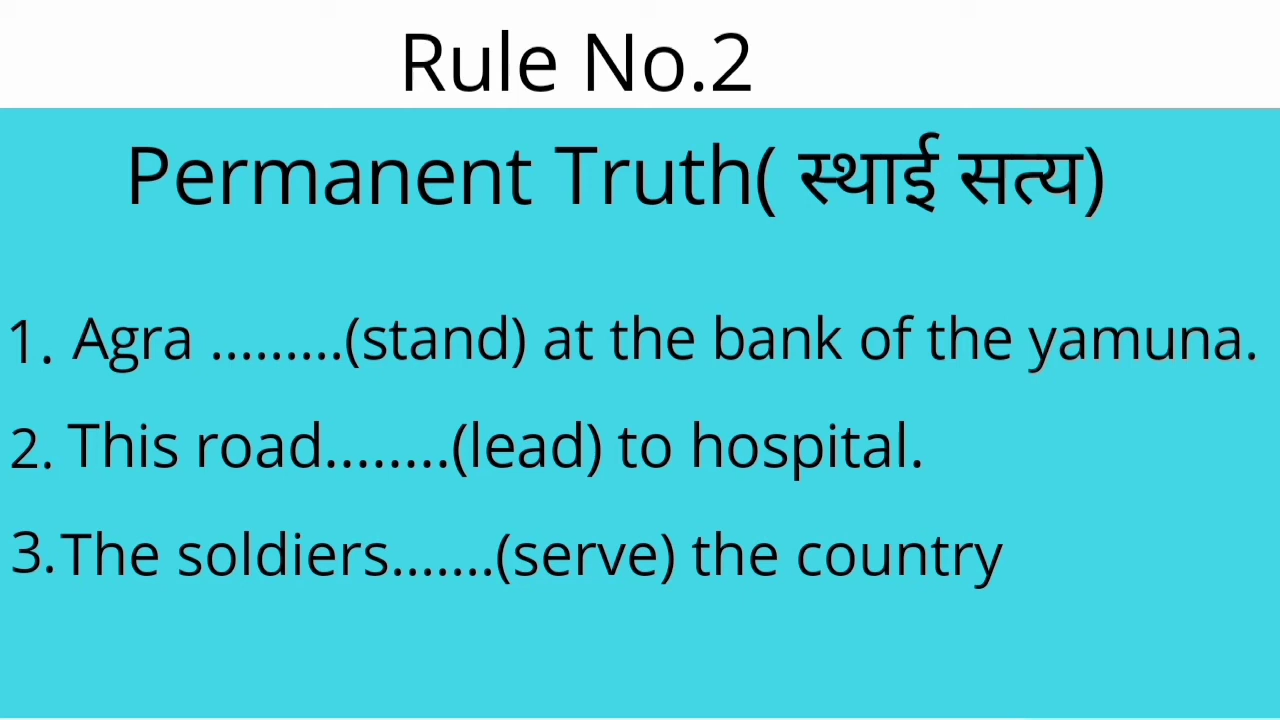 Rule No.2
Permanent Truth( स्थाई सत्य)
1. Agra .........(stand) at the bank of the yamuna.
2. This road........(lead) to hospital.
3.The soldiers.......(serve) the country